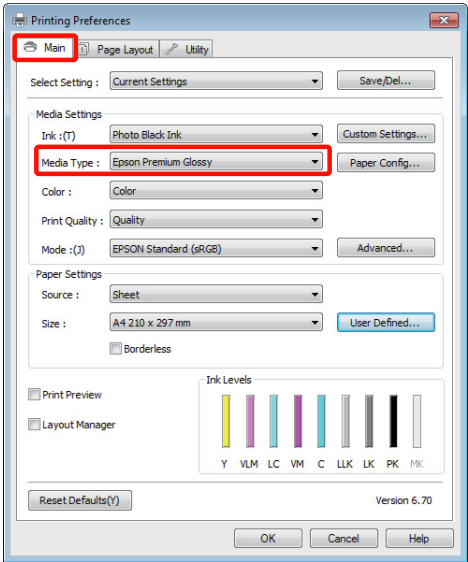 Printing Preferences
Main Page Layout Utility
Select Setting : Current Settings Save/Del...
Media Settings
Ink :(T) Photo Black Ink Custom Settings...
Media Type : Epson Premium Glossy Paper Config...
Color : Color
Print Quality : Quality
Mode :(J) EPSON Standard (sRGB) Advanced...
Paper Settings
Source : Sheet
Size : A4 210 x 297 mm User Defined...
Borderless
Ink Levels
Print Preview
Layout Manager
Y VLM LC VM C LLK LK PK MK
Reset Defaults(Y) Version 6.70
OK Cancel Help